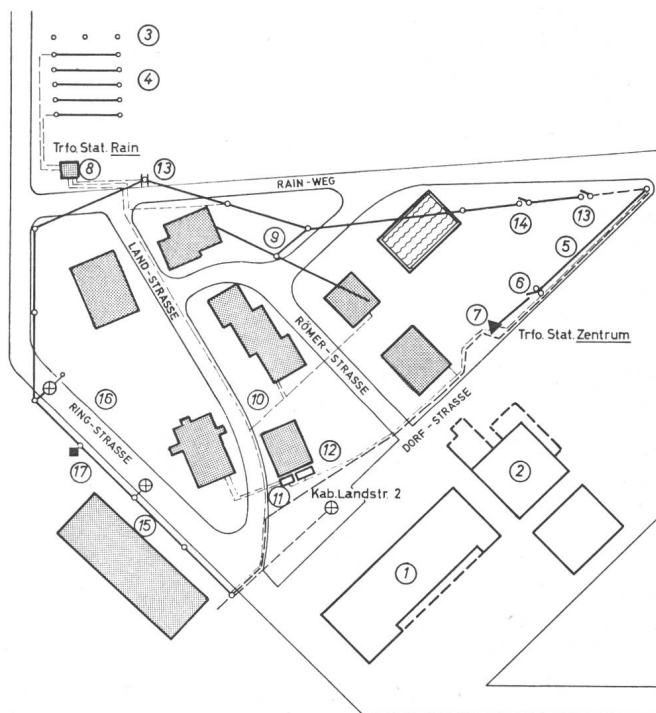 3
4
Trfo. Stat. Rain
8
13
RAIN-WEG
14
13
9
5
LAND-STRASSE
6
7
Trfo. Stat. Zentrum
RÖMER-STRASSE
16
10
DORF-STRASSE
RING-STRASSE
12
17
11
Kab. Landstr. 2
2
15
1